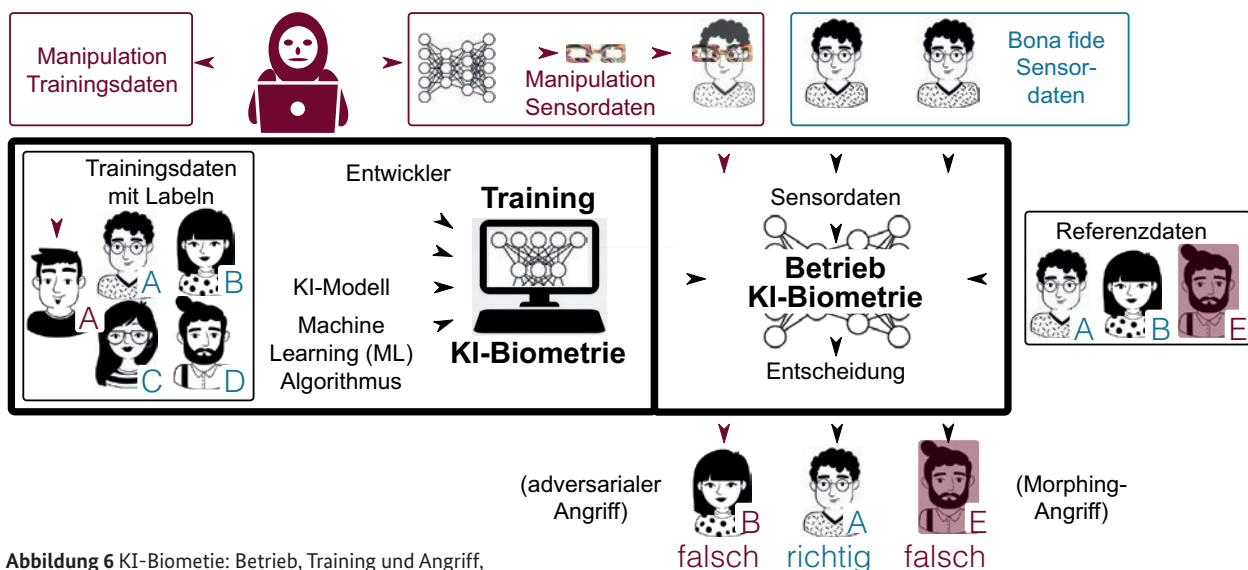 Manipulation
Trainingsdaten
Manipulation
Sensordaten
Bona fide
Sensor-
daten
Trainingsdaten
mit Labeln
A
B
A
C
D
Entwickler
KI-Modell
Machine
Learning (ML)
Algorithmus
Training
KI-Biometrie
Sensordaten
Betrieb
KI-Biometrie
Entscheidung
Referenzdaten
A
B
E
(adversarialer
Angriff)
B
falsch
A
richtig
E
falsch
(Morphing-
Angriff)
Abbildung 6 KI-Biometie: Betrieb, Training und Angriff,